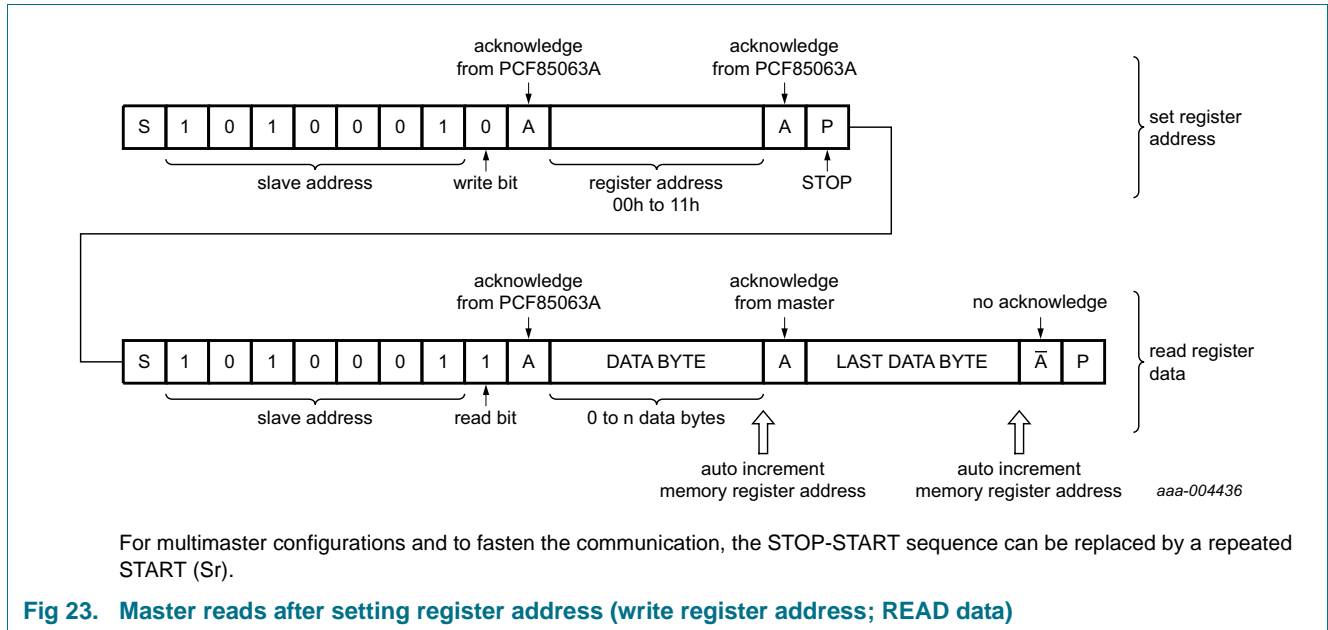 acknowledge
from PCF85063A
acknowledge
from PCF85063A
S 1 0 1 0 0 0 1 0 A A P
set register
address
slave address
write bit
register address
00h to 11h
STOP
acknowledge
from PCF85063A
acknowledge
from master
no acknowledge
S 1 0 1 0 0 0 1 1 A DATA BYTE A LAST DATA BYTE A̅ P
read register
data
slave address
read bit
0 to n data bytes
auto increment
memory register address
auto increment
memory register address
aaa-004436
For multimaster configurations and to fasten the communication, the STOP-START sequence can be replaced by a repeated
START (Sr).
Fig 23. Master reads after setting register address (write register address; READ data)